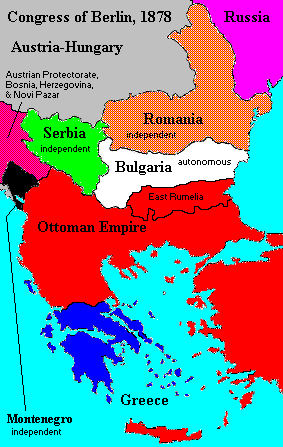 Congress of Berlin, 1878
Russia
Austria-Hungary
Austrian Protectorate,
Bosnia, Herzegovina,
& Novi Pazar
Romania
independent
Serbia
independent
Bulgaria autonomous
East Rumelia
Ottoman Empire
Greece
Montenegro
independent